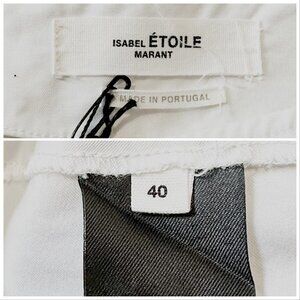 ISABEL ÉTOILE
MARANT
MADE IN PORTUGAL
40